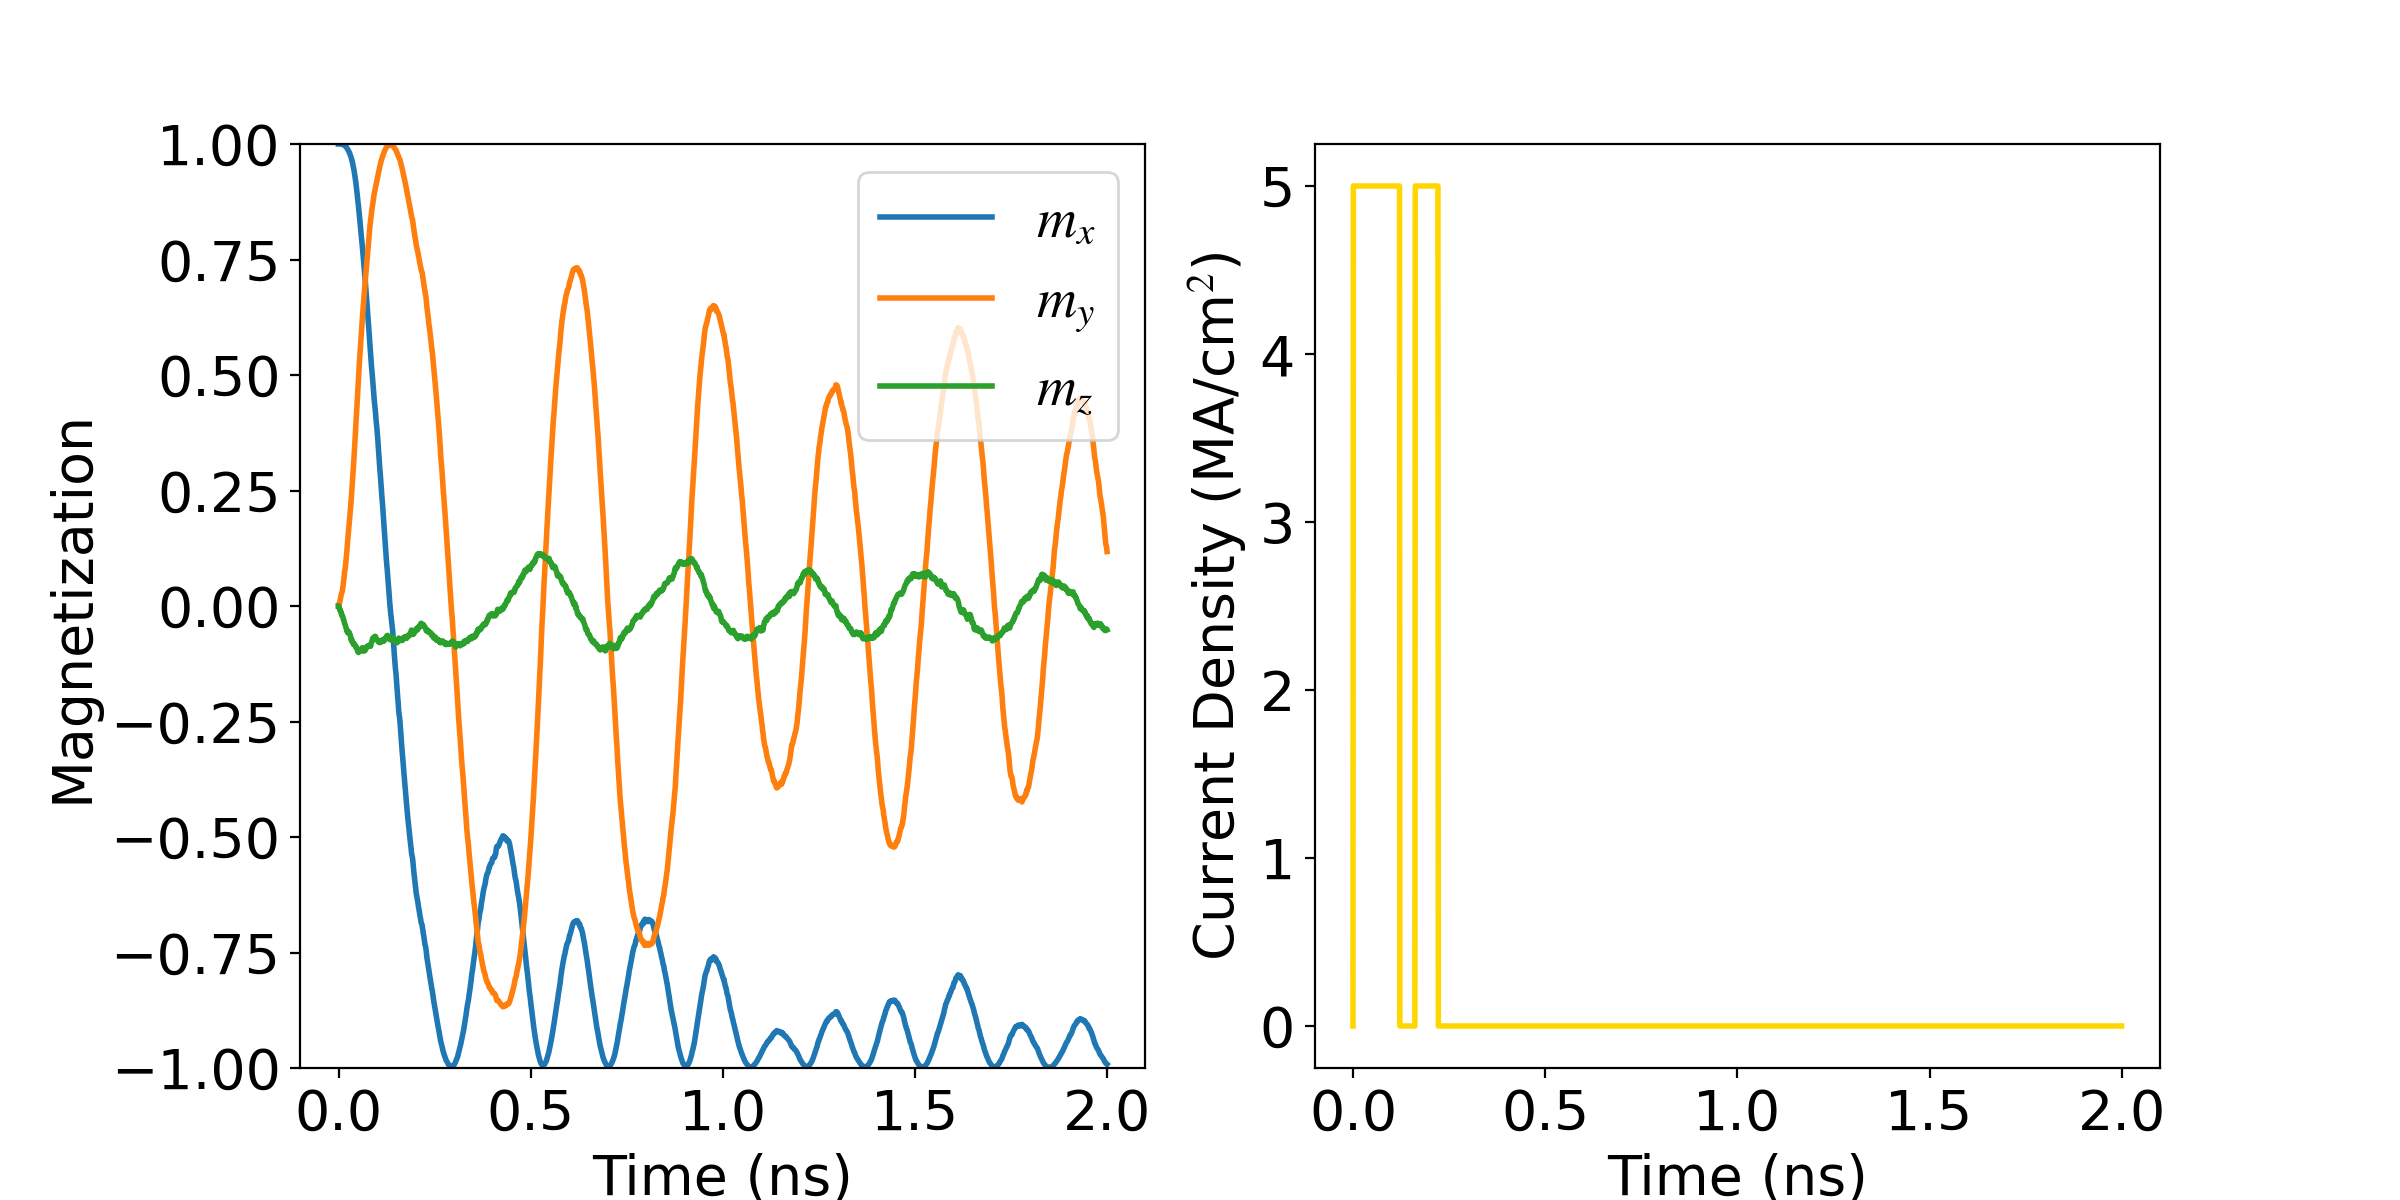 Magnetization
1.00
0.75
0.50
0.25
0.00
−0.25
−0.50
−0.75
−1.00
0.0 0.5 1.0 1.5 2.0
Time (ns)
mₓ
m_y
m_z
Current Density (MA/cm²)
5
4
3
2
1
0
0.0 0.5 1.0 1.5 2.0
Time (ns)